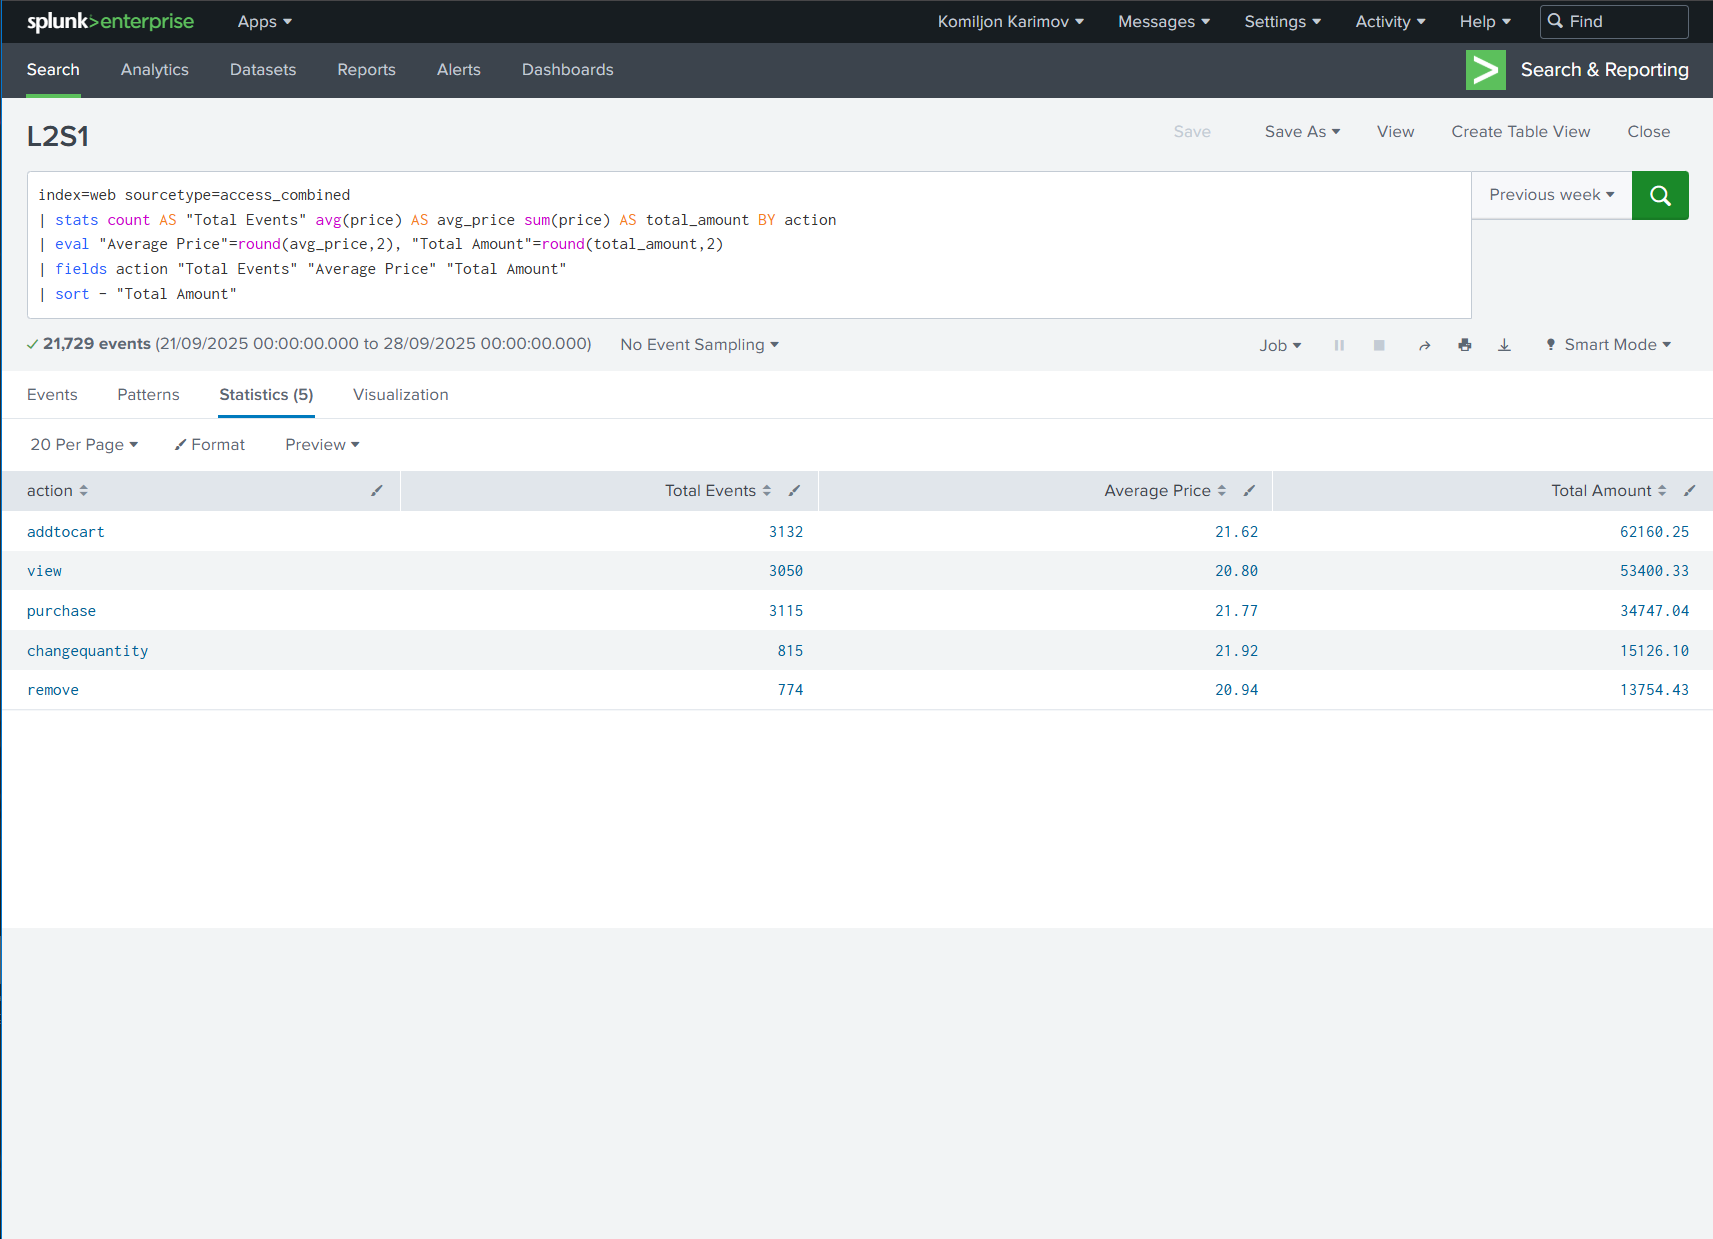 splunk>enterprise Apps Komiljon Karimov Messages Settings Activity Help Find
Search Analytics Datasets Reports Alerts Dashboards Search & Reporting
L2S1 Save Save As View Create Table View Close
index=web sourcetype=access_combined Previous week
| stats count AS "Total Events" avg(price) AS avg_price sum(price) AS total_amount BY action
| eval "Average Price"=round(avg_price,2), "Total Amount"=round(total_amount,2)
| fields action "Total Events" "Average Price" "Total Amount"
| sort - "Total Amount"
21,729 events (21/09/2025 00:00:00.000 to 28/09/2025 00:00:00.000) No Event Sampling Job Smart Mode
Events Patterns Statistics (5) Visualization
20 Per Page Format Preview
action Total Events Average Price Total Amount
addtocart 3132 21.62 62160.25
view 3050 20.80 53400.33
purchase 3115 21.77 34747.04
changequantity 815 21.92 15126.10
remove 774 20.94 13754.43